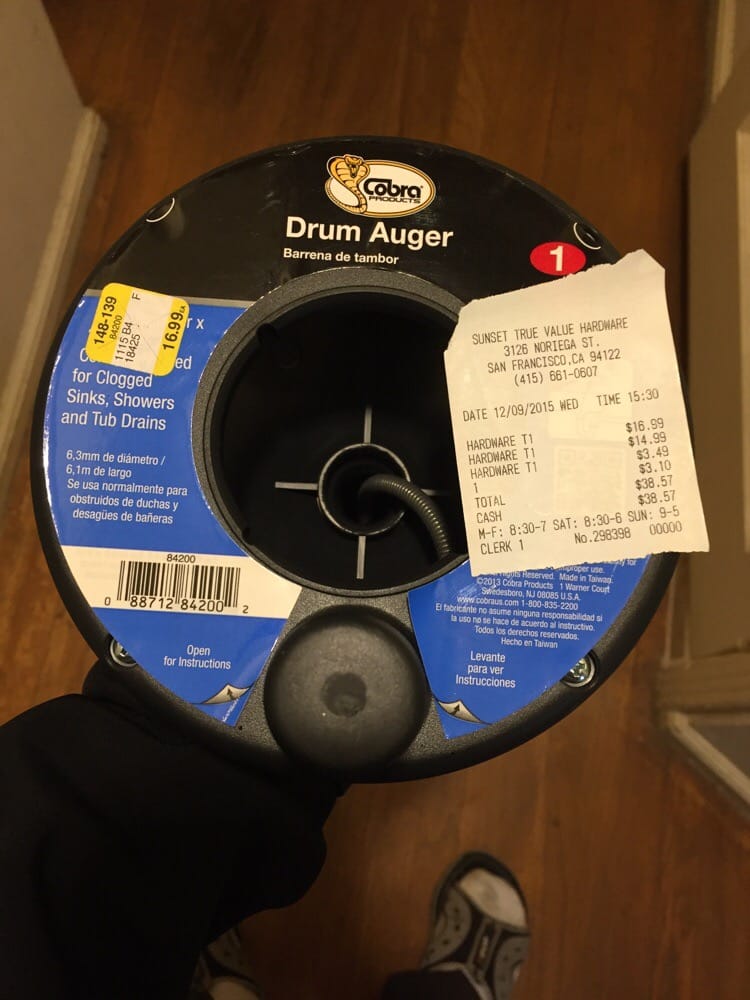 Cobra®
PRODUCTS
Drum Auger
Barrena de tambor
1
148-139
84200
F
1115 B4
18425
16.99 EA
r x
for Clogged
Sinks, Showers
and Tub Drains
6,3mm de diámetro /
6,1m de largo
Se usa normalmente para
obstruidos de duchas y
desagües de bañeras
84200
0 88712 84200 2
Open
for Instructions
SUNSET TRUE VALUE HARDWARE
3126 NORIEGA ST.
SAN FRANCISCO,CA 94122
(415) 661-0607
DATE 12/09/2015 WED TIME 15:30
HARDWARE T1 $16.99
HARDWARE T1 $14.99
HARDWARE T1 $3.49
1 $3.10
TOTAL $38.57
CASH $38.57
M-F: 8:30-7 SAT: 8:30-6 SUN: 9-5
CLERK 1 No.298398 00000
improper use.
Rights Reserved. Made in Taiwan.
©2013 Cobra Products 1 Warner Court
Swedesboro, NJ 08085 U.S.A.
www.cobraus.com 1-800-835-2200
El fabricante no asume ninguna responsabilidad si
la uso no se hace de acuerdo al instructivo.
Todos los derechos reservados.
Hecho en Taiwan
Levante
para ver
Instrucciones